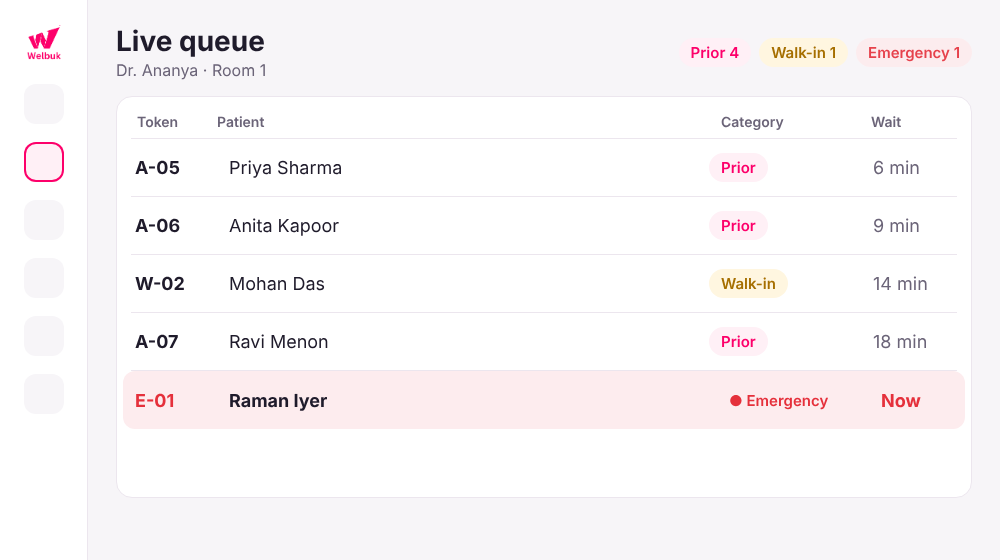 Welbuk
Live queue
Dr. Ananya · Room 1
Prior 4 Walk-in 1 Emergency 1
Token Patient Category Wait
A-05 Priya Sharma Prior 6 min
A-06 Anita Kapoor Prior 9 min
W-02 Mohan Das Walk-in 14 min
A-07 Ravi Menon Prior 18 min
E-01 Raman Iyer Emergency Now